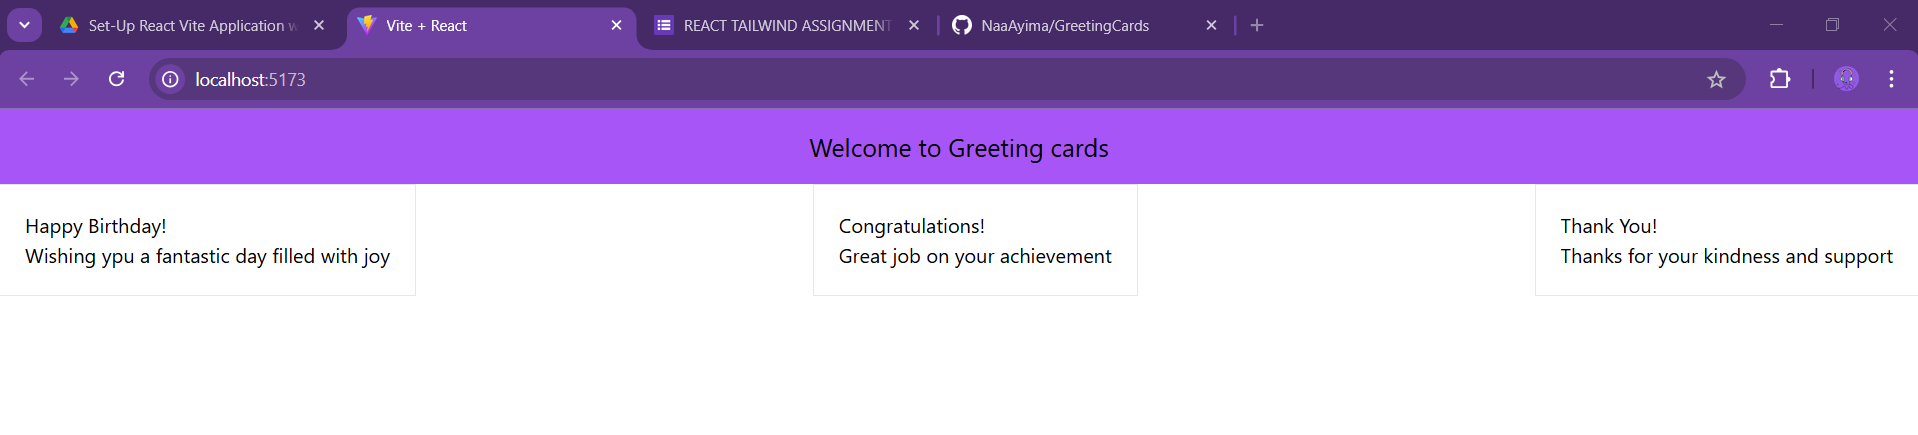 Set-Up React Vite Application w
Vite + React
REACT TAILWIND ASSIGNMENT
NaaAyima/GreetingCards
localhost:5173
Welcome to Greeting cards
Happy Birthday!
Wishing ypu a fantastic day filled with joy
Congratulations!
Great job on your achievement
Thank You!
Thanks for your kindness and support